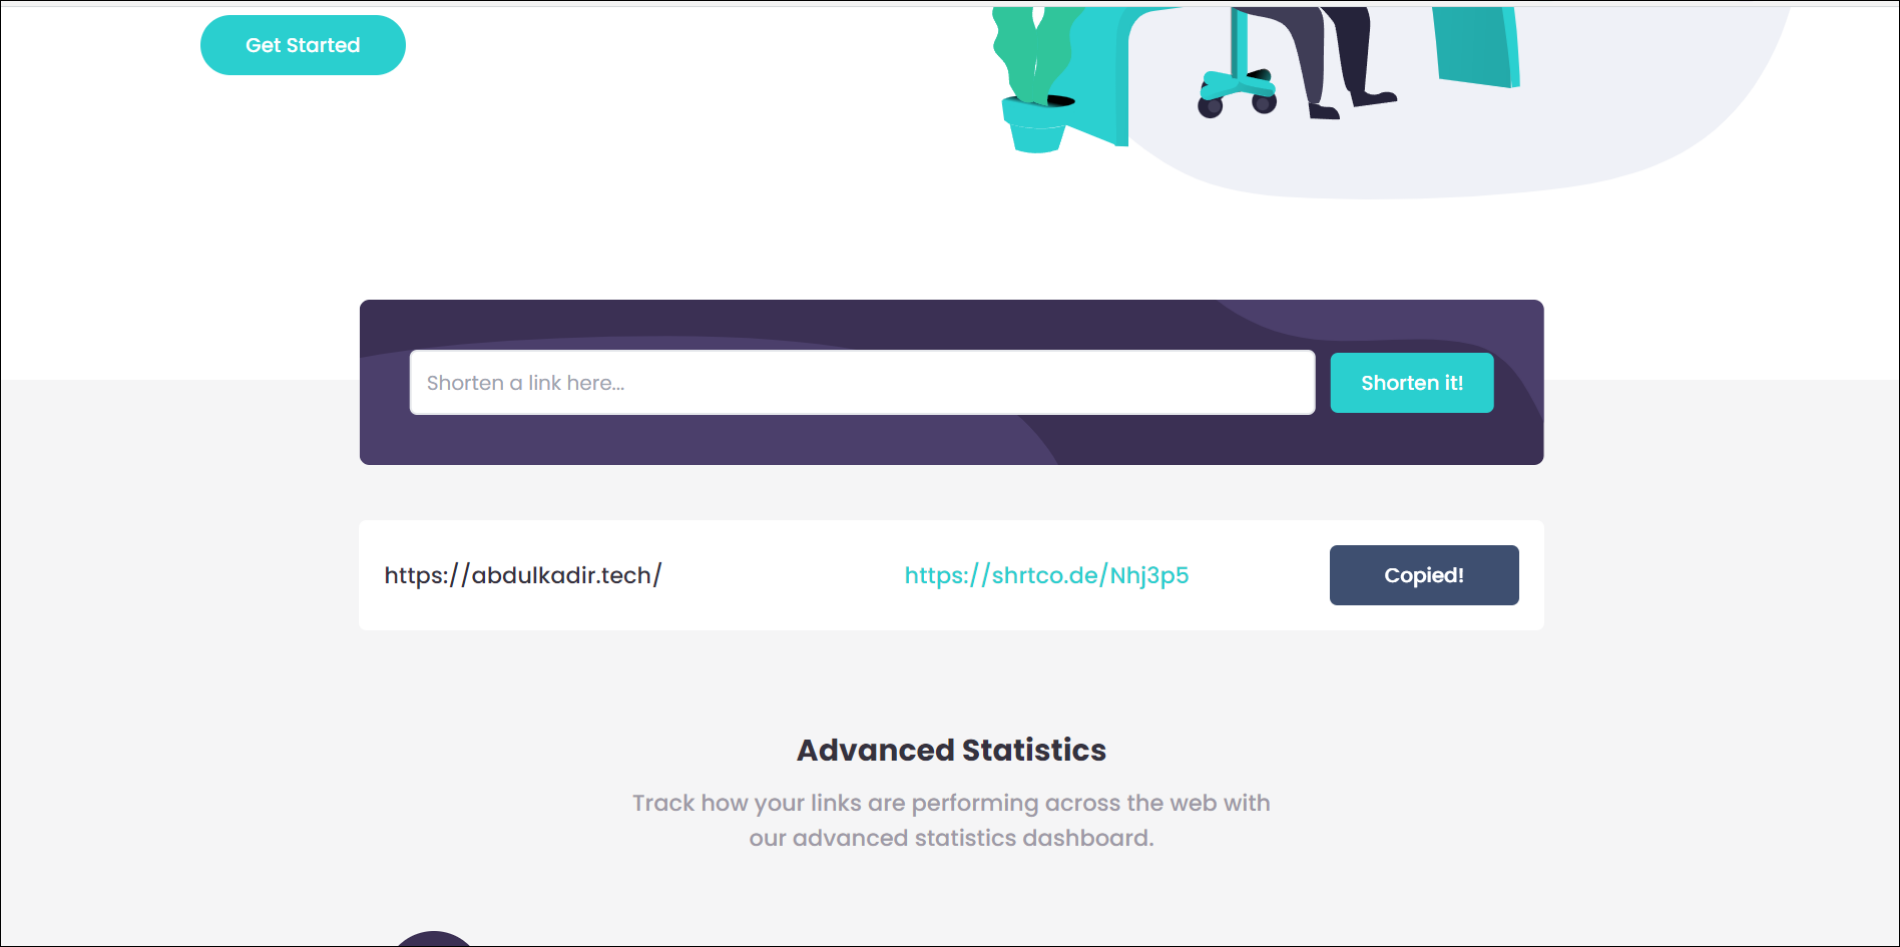 Get Started
Shorten a link here...
Shorten it!
https://abdulkadir.tech/
https://shrtco.de/Nhj3p5
Copied!
Advanced Statistics
Track how your links are performing across the web with
our advanced statistics dashboard.